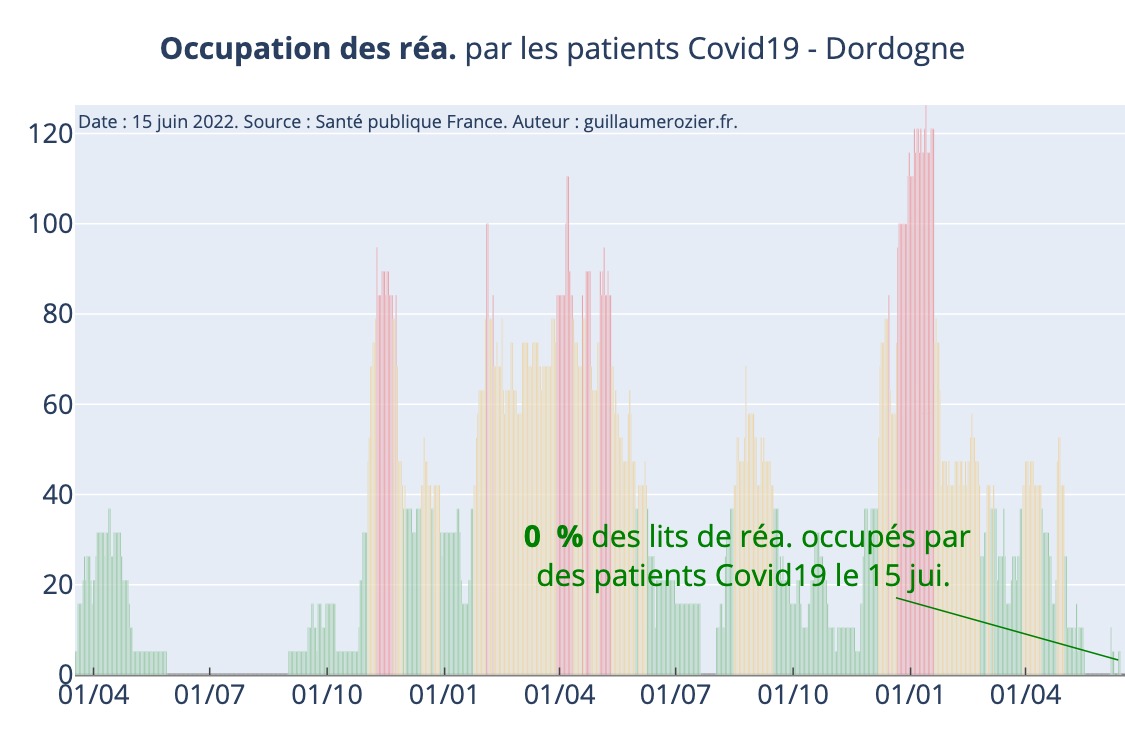 Occupation des réa. par les patients Covid19 - Dordogne
Date : 15 juin 2022. Source : Santé publique France. Auteur : guillaumerozier.fr.
120
100
80
60
40
20
0
0 % des lits de réa. occupés par
des patients Covid19 le 15 jui.
01/04 01/07 01/10 01/01 01/04 01/07 01/10 01/01 01/04